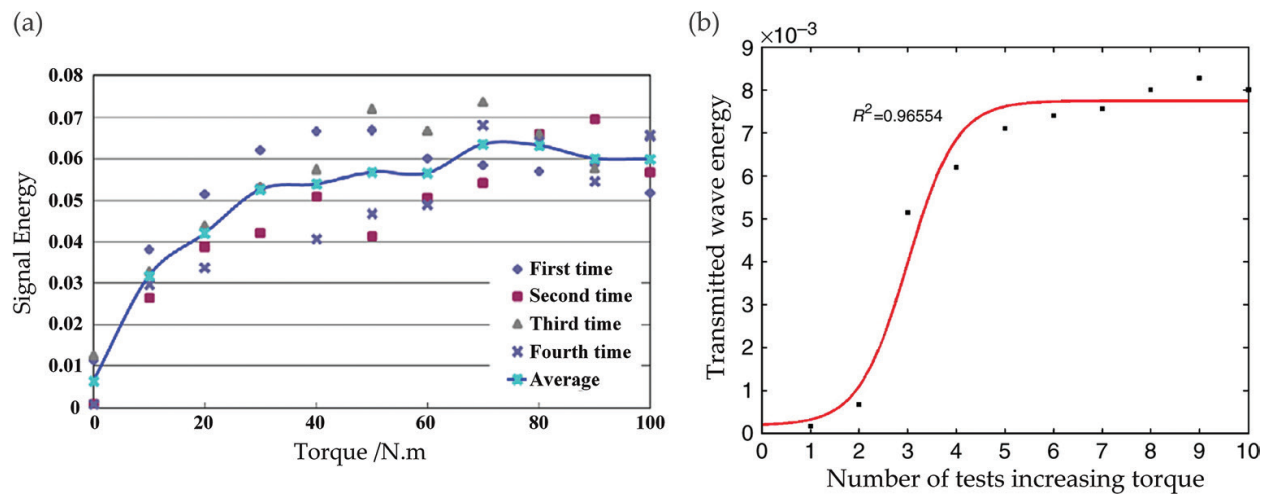 (a)
0.08
0.07
0.06
0.05
0.04
0.03
0.02
0.01
0
Signal Energy
First time
Second time
Third time
Fourth time
Average
0 20 40 60 80 100
Torque /N.m
(b)
×10⁻³
9
8
7
6
5
4
3
2
1
0
Transmitted wave energy
R²=0.96554
0 1 2 3 4 5 6 7 8 9 10
Number of tests increasing torque